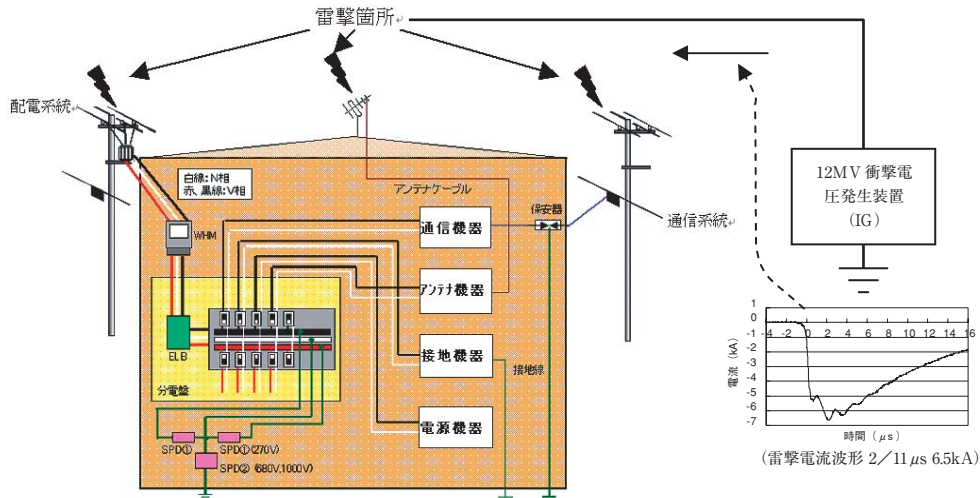 雷撃箇所
配電系統
白線:N相
赤、黒線:V相
アンテナケーブル
WHM
通信機器
保安器
通信系統
12MV 衝撃電
圧発生装置
(IG)
アンテナ機器
ELB
分電盤
接地機器
接地線
電源機器
SPD①
SPD①(270V)
SPD②(680V,1000V)
1
0
-1
-2
-3
-4
-5
-6
-7
-4 -2 0 2 4 6 8 10 12 14 16
電流(kA)
時間(μs)
(雷撃電流波形 2/11μs 6.5kA)